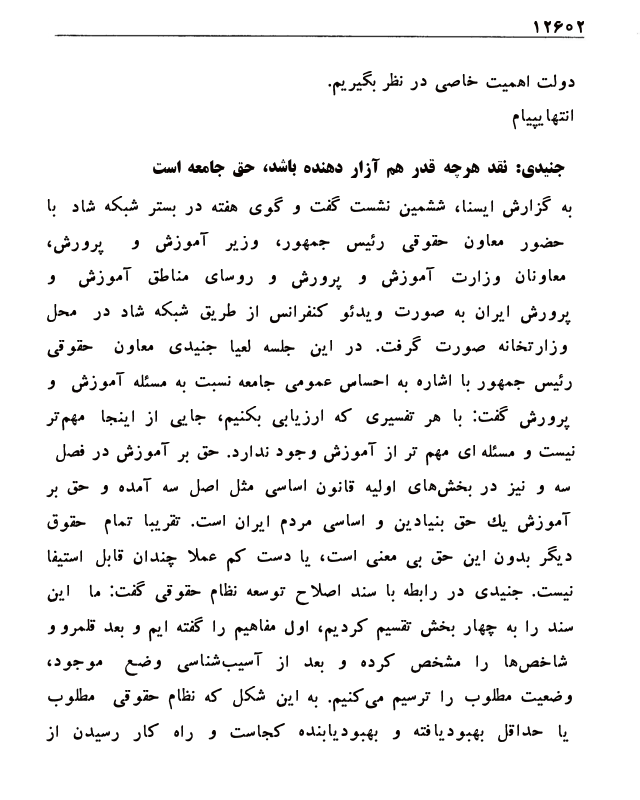 ۱۲۶۰۲
دولت اهمیت خاصی در نظر بگیریم.
انتهایپیام
جنیدی: نقد هرچه قدر هم آزار دهنده باشد، حق جامعه است
به گزارش ایسنا، ششمین نشست گفت و گوی هفته در بستر شبکه شاد با
حضور معاون حقوقی رئیس جمهور، وزیر آموزش و پرورش،
معاونان وزارت آموزش و پرورش و روسای مناطق آموزش و
پرورش ایران به صورت ویدئو کنفرانس از طریق شبکه شاد در محل
وزارتخانه صورت گرفت. در این جلسه لعیا جنیدی معاون حقوقی
رئیس جمهور با اشاره به احساس عمومی جامعه نسبت به مسئله آموزش و
پرورش گفت: با هر تفسیری که ارزیابی بکنیم، جایی از اینجا مهم‌تر
نیست و مسئله ای مهم تر از آموزش وجود ندارد. حق بر آموزش در فصل
سه و نیز در بخش‌های اولیه قانون اساسی مثل اصل سه آمده و حق بر
آموزش یك حق بنیادین و اساسی مردم ایران است. تقریبا تمام حقوق
دیگر بدون این حق بی معنی است، یا دست کم عملا چندان قابل استیفا
نیست. جنیدی در رابطه با سند اصلاح توسعه نظام حقوقی گفت: ما این
سند را به چهار بخش تقسیم کردیم، اول مفاهیم را گفته ایم و بعد قلمرو و
شاخص‌ها را مشخص کرده و بعد از آسیب‌شناسی وضع موجود،
وضعیت مطلوب را ترسیم می‌کنیم. به این شکل که نظام حقوقی مطلوب
یا حداقل بهبودیافته و بهبودیابنده کجاست و راه کار رسیدن از